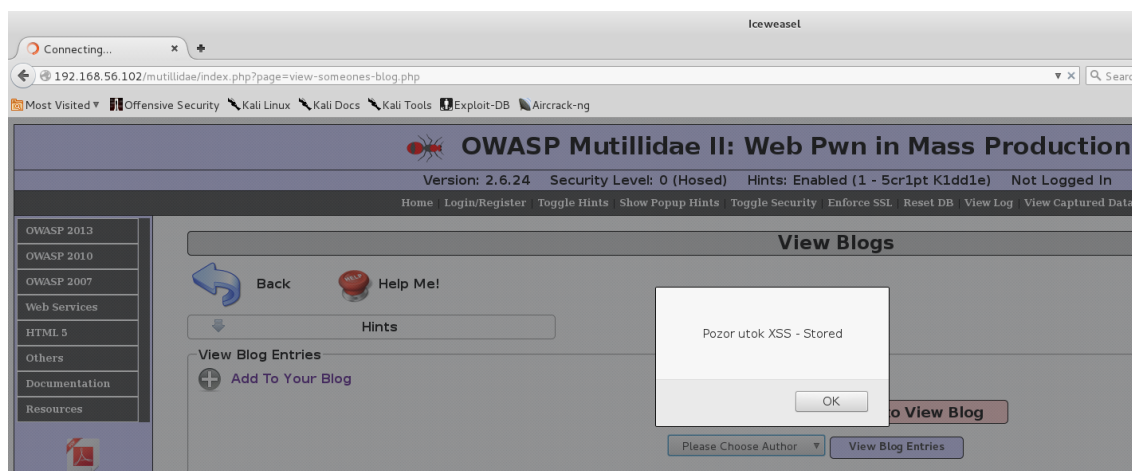 Iceweasel
Connecting...
192.168.56.102/mutillidae/index.php?page=view-someones-blog.php
Searc
Most Visited Offensive Security Kali Linux Kali Docs Kali Tools Exploit-DB Aircrack-ng
OWASP Mutillidae II: Web Pwn in Mass Production
Version: 2.6.24 Security Level: 0 (Hosed) Hints: Enabled (1 - 5cr1pt K1dd1e) Not Logged In
Home Login/Register Toggle Hints Show Popup Hints Toggle Security Enforce SSL Reset DB View Log View Captured Data
OWASP 2013
OWASP 2010
OWASP 2007
Web Services
HTML 5
Others
Documentation
Resources
View Blogs
Back
HELP
Help Me!
Hints
View Blog Entries
Add To Your Blog
Pozor utok XSS - Stored
OK
o View Blog
Please Choose Author
View Blog Entries